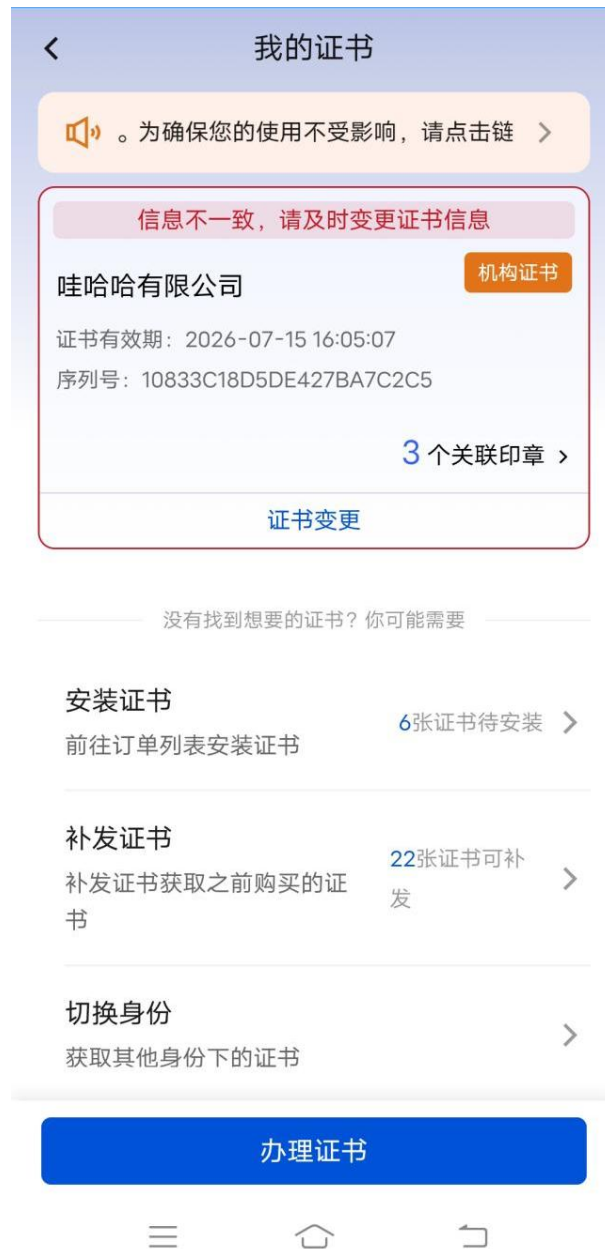 我的证书
。为确保您的使用不受影响，请点击链
信息不一致，请及时变更证书信息
哇哈哈有限公司
机构证书
证书有效期：2026-07-15 16:05:07
序列号：10833C18D5DE427BA7C2C5
3个关联印章
证书变更
没有找到想要的证书？你可能需要
安装证书
前往订单列表安装证书
6张证书待安装
补发证书
补发证书获取之前购买的证
书
22张证书可补
发
切换身份
获取其他身份下的证书
办理证书